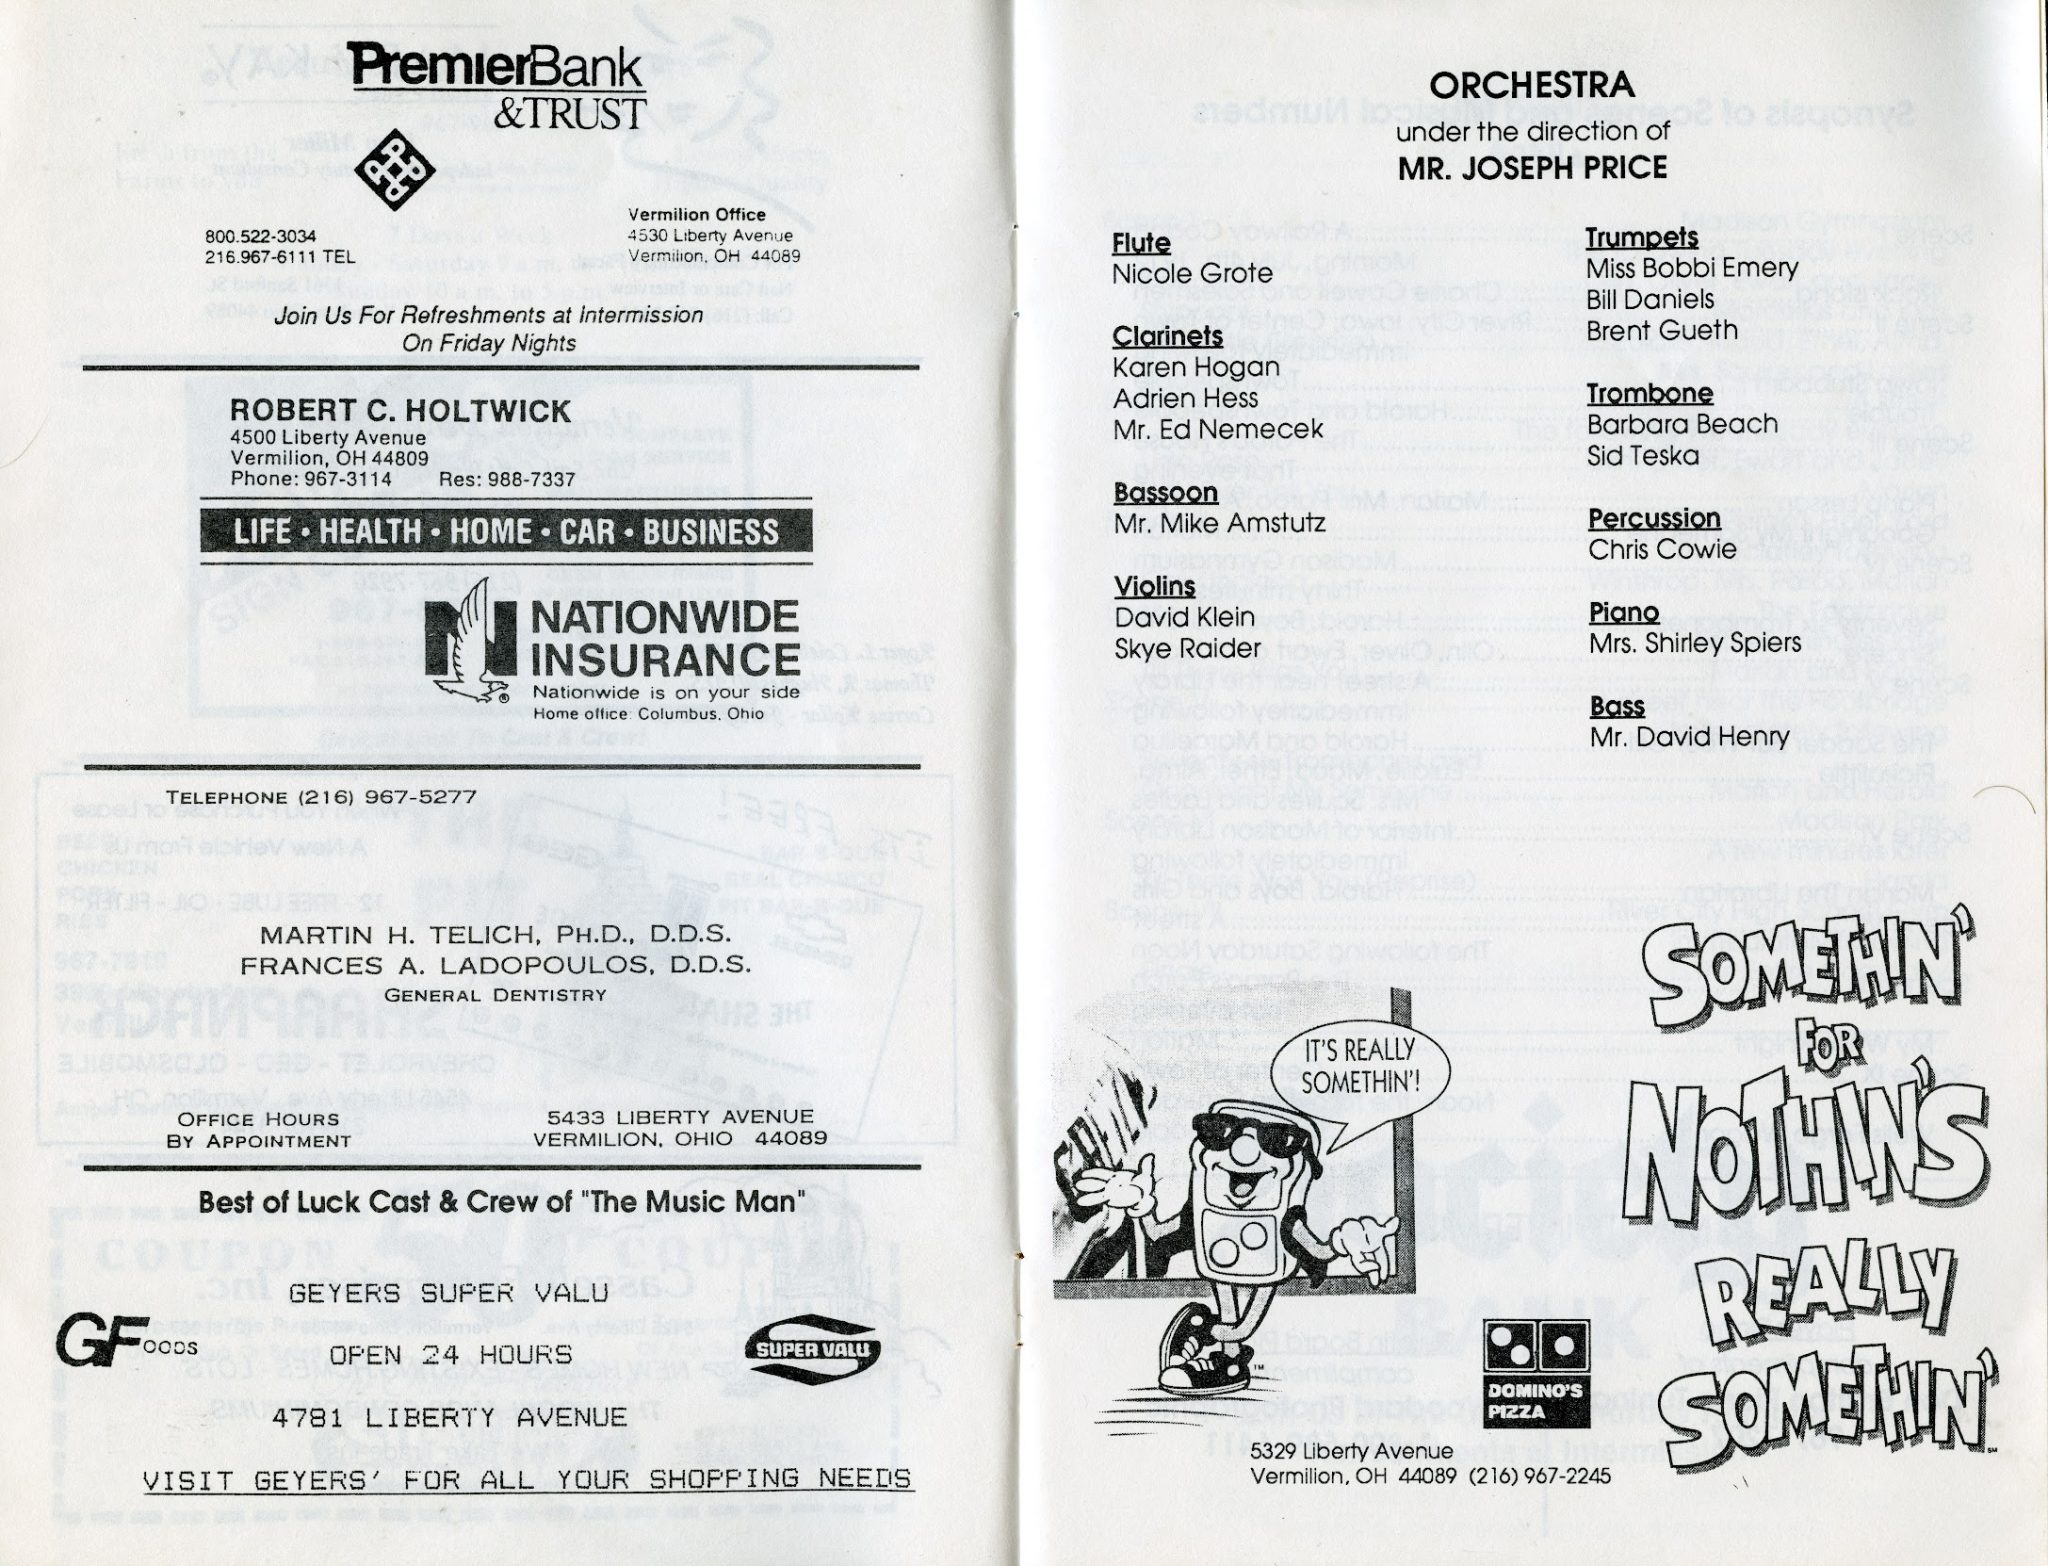 PremierBank
&TRUST
Vermilion Office
800.522-3034
4530 Liberty Avenue
216.967-6111 TEL
Vermilion, OH 44089
Join Us For Refreshments at Intermission
On Friday Nights
ROBERT C. HOLTWICK
4500 Liberty Avenue
Vermilion, OH 44809
Phone: 967-3114 Res: 988-7337
LIFE • HEALTH • HOME • CAR • BUSINESS
NATIONWIDE
INSURANCE
Nationwide is on your side
Home office: Columbus, Ohio
TELEPHONE (216) 967-5277
MARTIN H. TELICH, PH.D., D.D.S.
FRANCES A. LADOPOULOS, D.D.S.
GENERAL DENTISTRY
OFFICE HOURS
BY APPOINTMENT
5433 LIBERTY AVENUE
VERMILION, OHIO 44089
Best of Luck Cast & Crew of "The Music Man"
GEYERS SUPER VALU
GFOODS
OPEN 24 HOURS
SUPER VALU
4781 LIBERTY AVENUE
VISIT GEYERS' FOR ALL YOUR SHOPPING NEEDS
ORCHESTRA
under the direction of
MR. JOSEPH PRICE
Flute
Nicole Grote
Clarinets
Karen Hogan
Adrien Hess
Mr. Ed Nemecek
Bassoon
Mr. Mike Amstutz
Violins
David Klein
Skye Raider
Trumpets
Miss Bobbi Emery
Bill Daniels
Brent Gueth
Trombone
Barbara Beach
Sid Teska
Percussion
Chris Cowie
Piano
Mrs. Shirley Spiers
Bass
Mr. David Henry
IT'S REALLY
SOMETHIN'!
SOMETHIN'
FOR
NOTHIN'S
REALLY
SOMETHIN'
DOMINO'S
PIZZA
5329 Liberty Avenue
Vermilion, OH 44089 (216) 967-2245